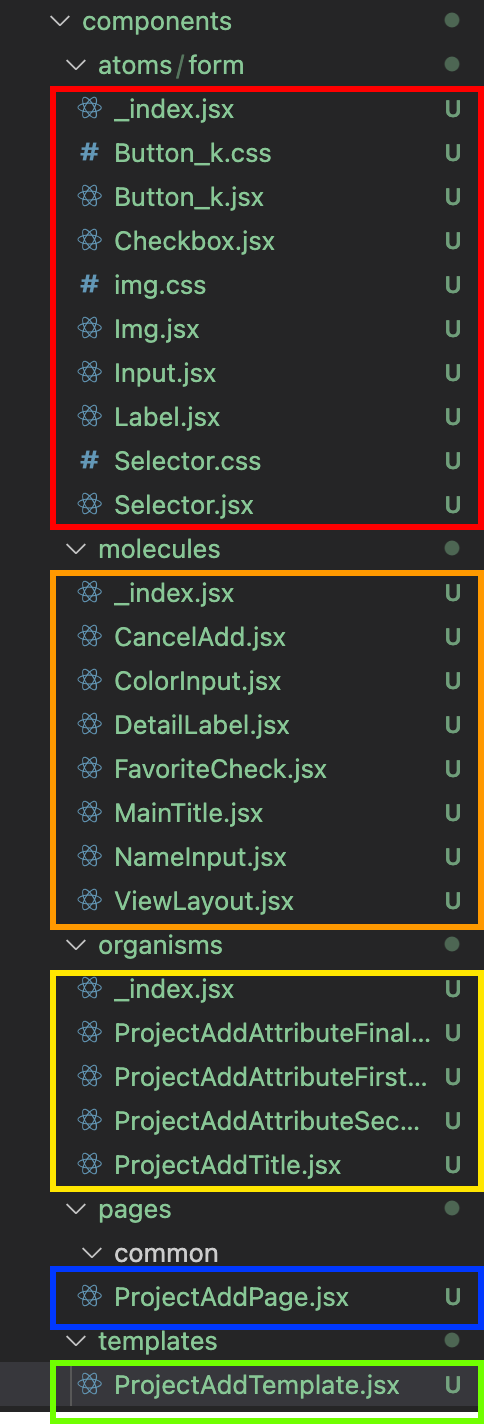 components
atoms/form
_index.jsx U
# Button_k.css U
Button_k.jsx U
Checkbox.jsx U
# img.css U
Img.jsx U
Input.jsx U
Label.jsx U
# Selector.css U
Selector.jsx U
molecules
_index.jsx U
CancelAdd.jsx U
ColorInput.jsx U
DetailLabel.jsx U
FavoriteCheck.jsx U
MainTitle.jsx U
NameInput.jsx U
ViewLayout.jsx U
organisms
_index.jsx U
ProjectAddAttributeFinal... U
ProjectAddAttributeFirst... U
ProjectAddAttributeSec... U
ProjectAddTitle.jsx U
pages
common
ProjectAddPage.jsx U
templates
ProjectAddTemplate.jsx U